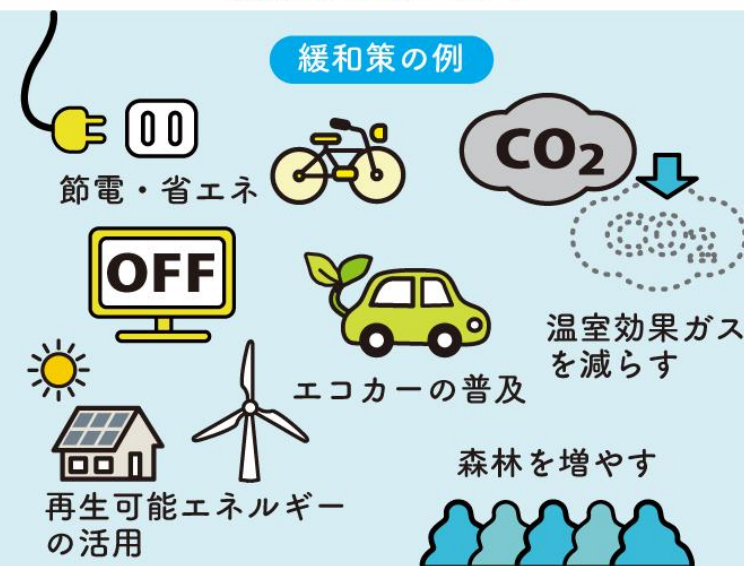 緩和策の例
節電・省エネ
CO₂
CO₂
OFF
温室効果ガス
を減らす
エコカーの普及
再生可能エネルギー
の活用
森林を増やす